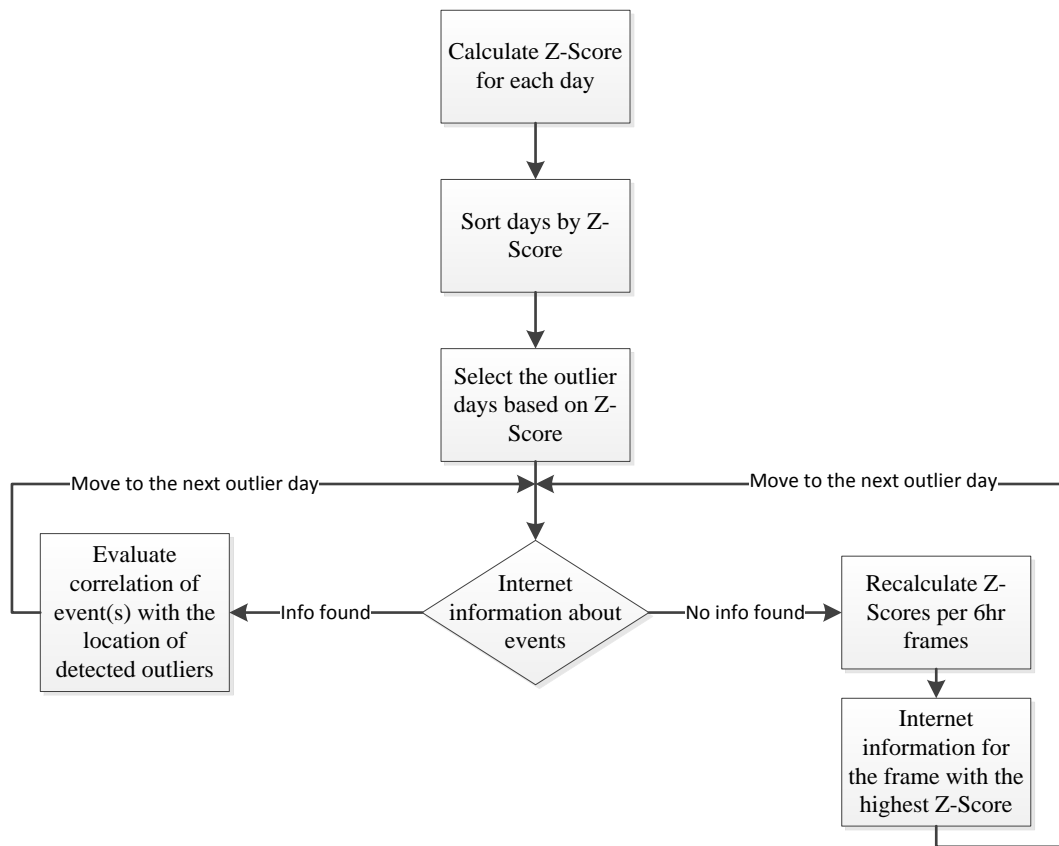 Calculate Z-Score
for each day
Sort days by Z-
Score
Select the outlier
days based on Z-
Score
Move to the next outlier day
Move to the next outlier day
Evaluate
correlation of
event(s) with the
location of
detected outliers
Info found
Internet
information about
events
No info found
Recalculate Z-
Scores per 6hr
frames
Internet
information for
the frame with the
highest Z-Score